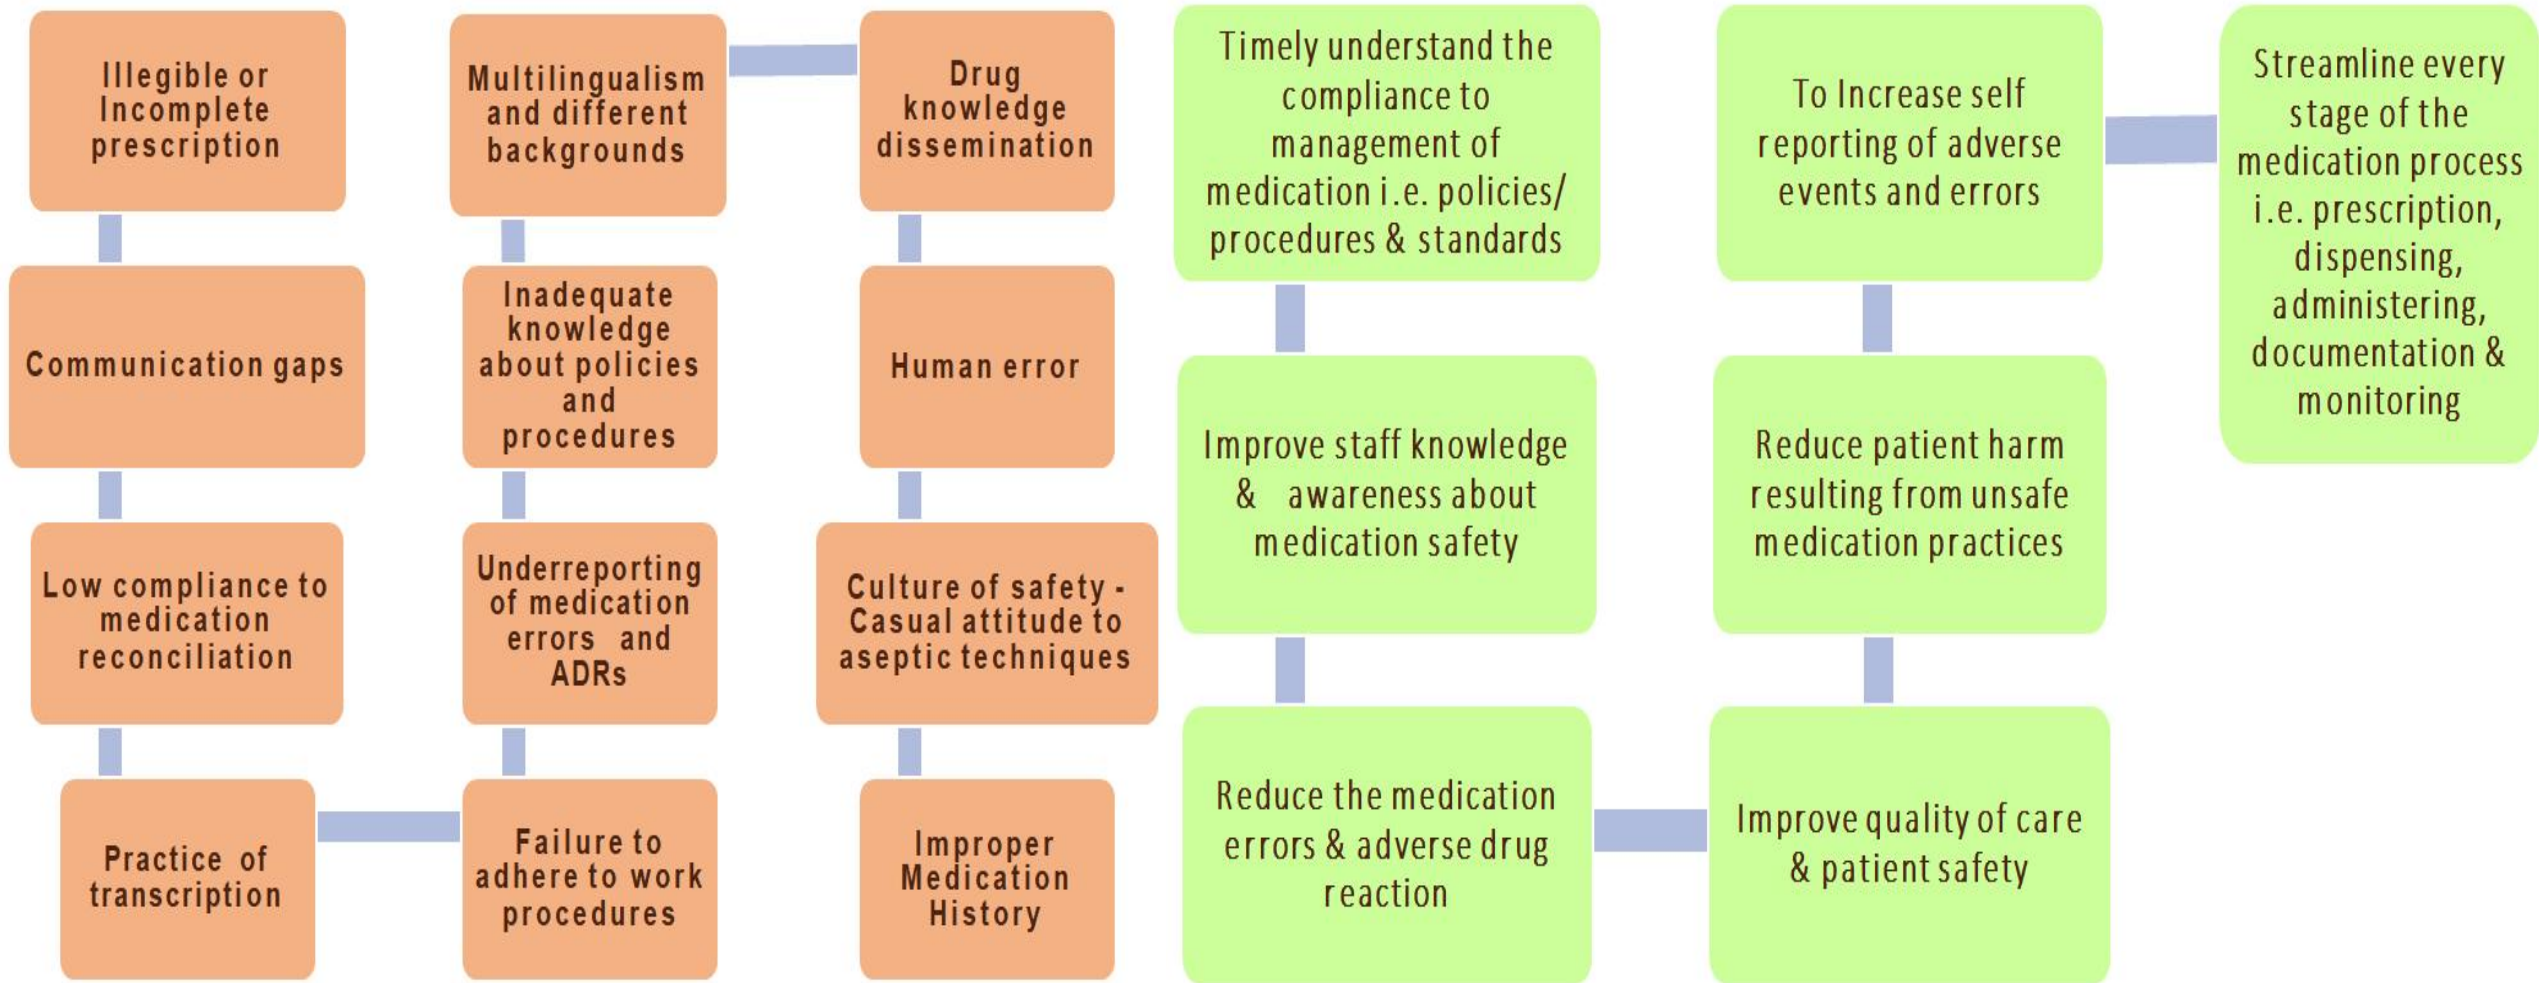 Illegible or
Incomplete
prescription
Communication gaps
Low compliance to
medication
reconciliation
Practice of
transcription
Failure to
adhere to work
procedures
Underreporting
of medication
errors and
ADRs
Inadequate
knowledge
about policies
and
procedures
Multilingualism
and different
backgrounds
Drug
knowledge
dissemination
Human error
Culture of safety -
Casual attitude to
aseptic techniques
Improper
Medication
History
Timely understand the
compliance to
management of
medication i.e. policies/
procedures & standards
Improve staff knowledge
& awareness about
medication safety
Reduce the medication
errors & adverse drug
reaction
Improve quality of care
& patient safety
Reduce patient harm
resulting from unsafe
medication practices
To Increase self
reporting of adverse
events and errors
Streamline every
stage of the
medication process
i.e. prescription,
dispensing,
administering,
documentation &
monitoring